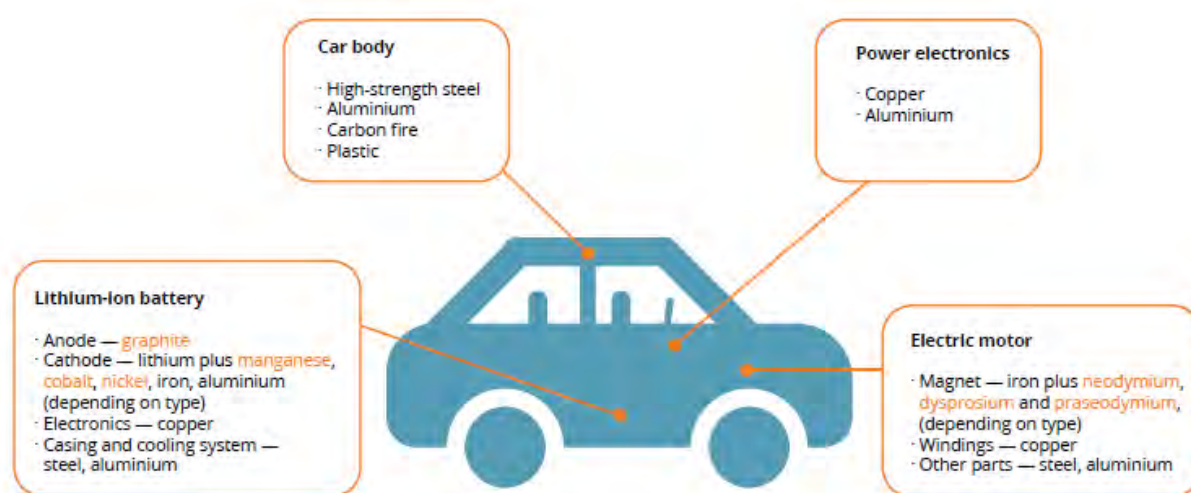 Car body
· High-strength steel
· Aluminium
· Carbon fire
· Plastic
Power electronics
· Copper
· Aluminium
Lithium-ion battery
· Anode — graphite
· Cathode — lithium plus manganese,
cobalt, nickel, iron, aluminium
(depending on type)
· Electronics — copper
· Casing and cooling system —
steel, aluminium
Electric motor
· Magnet — iron plus neodymium,
dysprosium and praseodymium,
(depending on type)
· Windings — copper
· Other parts — steel, aluminium